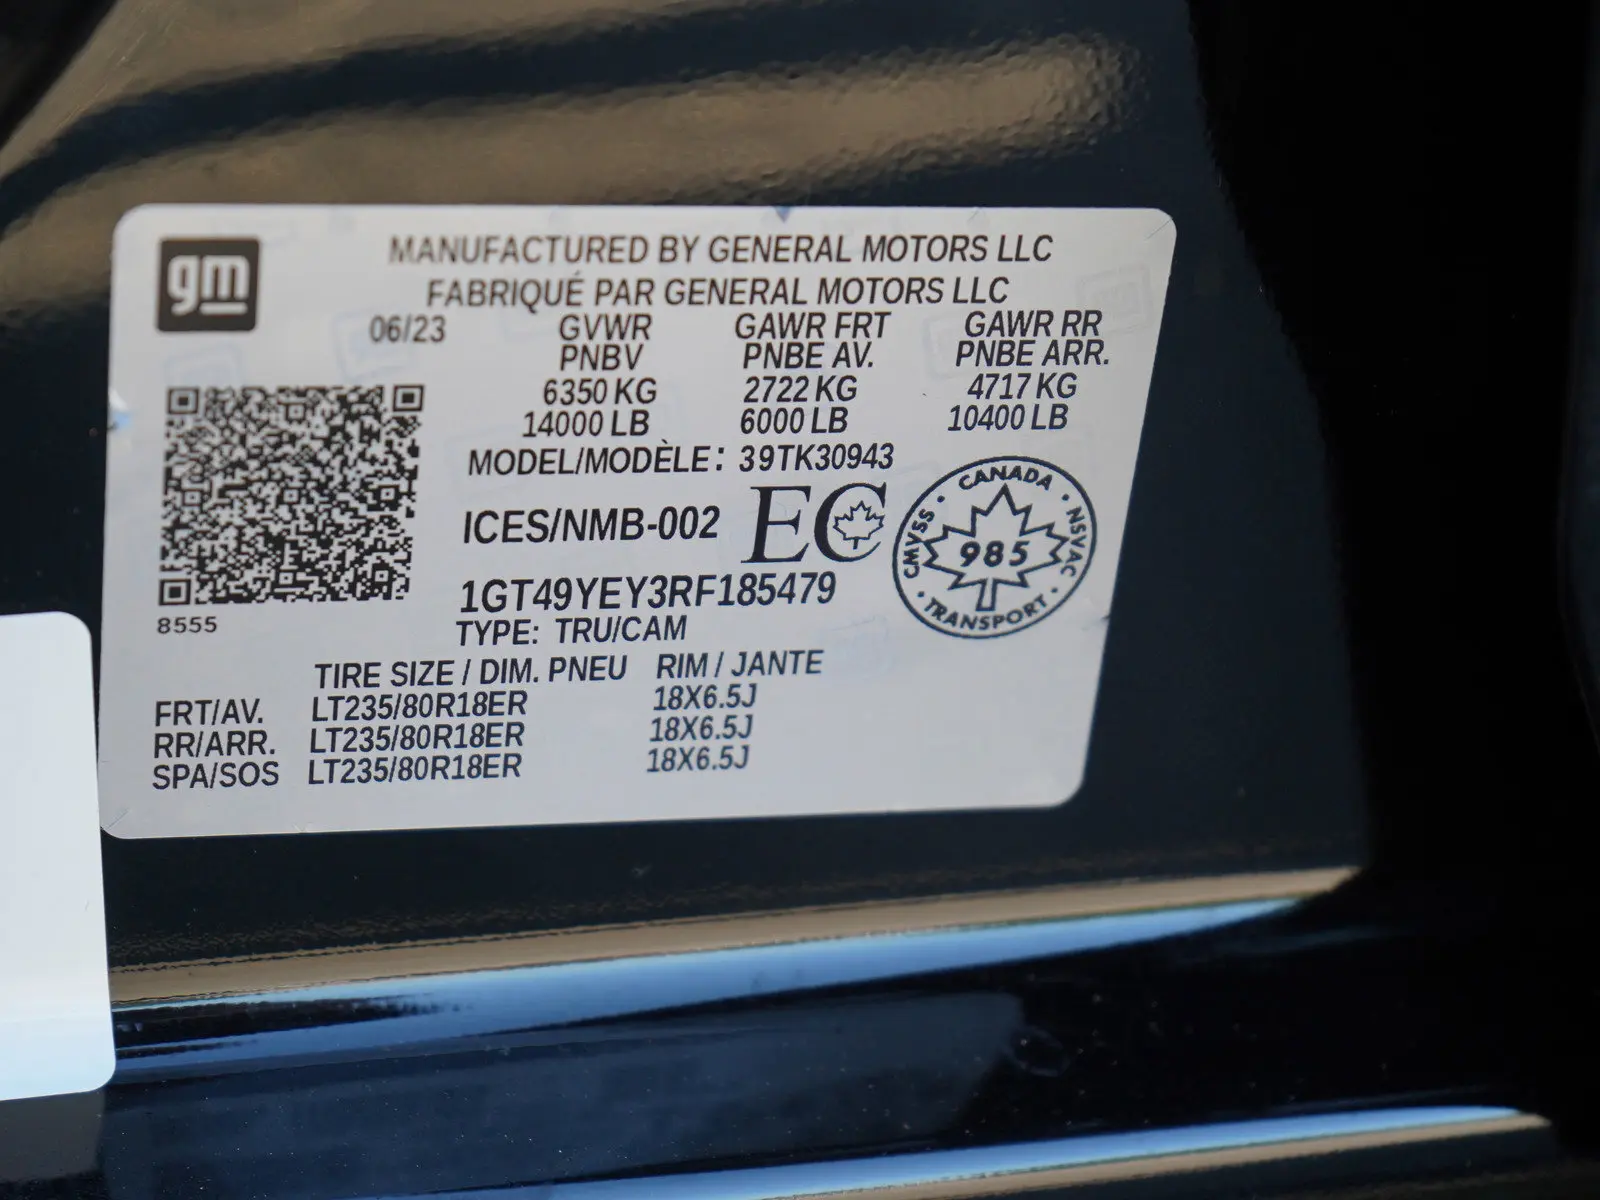 gm
MANUFACTURED BY GENERAL MOTORS LLC
FABRIQUÉ PAR GENERAL MOTORS LLC
06/23 GVWR GAWR FRT GAWR RR
PNBV PNBE AV. PNBE ARR.
6350 KG 2722 KG 4717 KG
14000 LB 6000 LB 10400 LB
MODEL/MODÈLE: 39TK30943
ICES/NMB-002 EC
CANADA
CMVSS 985 NSVAC
TRANSPORT
1GT49YEY3RF185479
8555
TYPE: TRU/CAM
TIRE SIZE / DIM. PNEU RIM / JANTE
FRT/AV. LT235/80R18ER 18X6.5J
RR/ARR. LT235/80R18ER 18X6.5J
SPA/SOS LT235/80R18ER 18X6.5J